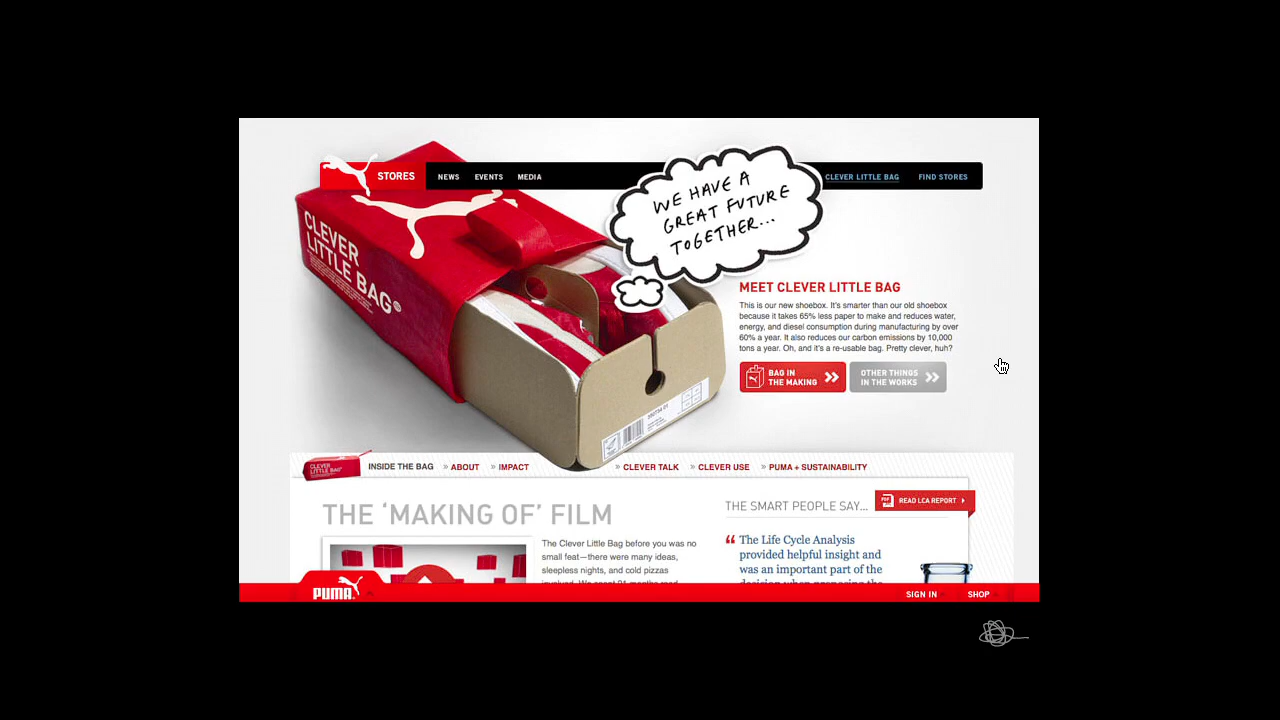 STORES
NEWS EVENTS MEDIA
CLEVER LITTLE BAG FIND STORES
WE HAVE A
GREAT FUTURE
TOGETHER...
CLEVER
LITTLE BAG
MEET CLEVER LITTLE BAG
This is our new shoebox. It's smarter than our old shoebox
because it takes 65% less paper to make and reduces water,
energy, and diesel consumption during manufacturing by over
60% a year. It also reduces our carbon emissions by 10,000
tons a year. Oh, and it's a re-usable bag. Pretty clever, huh?
BAG IN
THE MAKING
OTHER THINGS
IN THE WORKS
INSIDE THE BAG » ABOUT » IMPACT » CLEVER TALK » CLEVER USE » PUMA + SUSTAINABILITY
THE 'MAKING OF' FILM
The Clever Little Bag before you was no
small feat—there were many ideas,
sleepless nights, and cold pizzas
THE SMART PEOPLE SAY...
PDF READ LCA REPORT
“ The Life Cycle Analysis
provided helpful insight and
was an important part of the
decision when preparing the
PUMA
SIGN IN SHOP